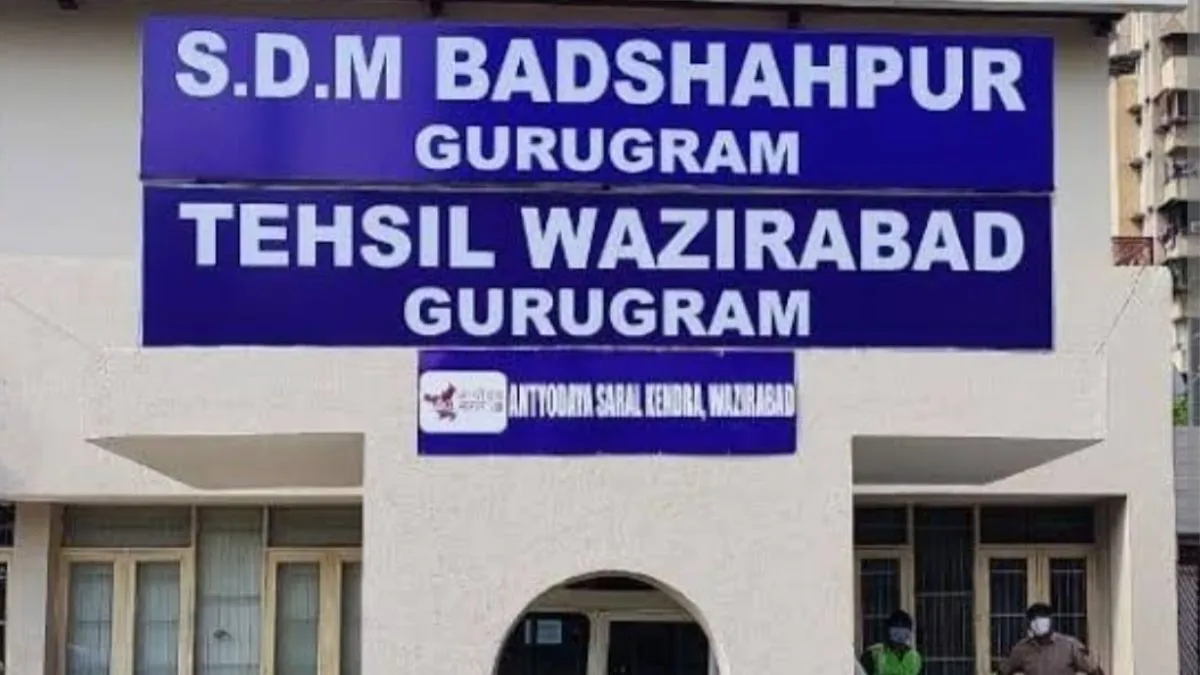 S.D.M BADSHAHPUR
GURUGRAM
TEHSIL WAZIRABAD
GURUGRAM
ANTYODAYA SARAL KENDRA, WAZIRABAD